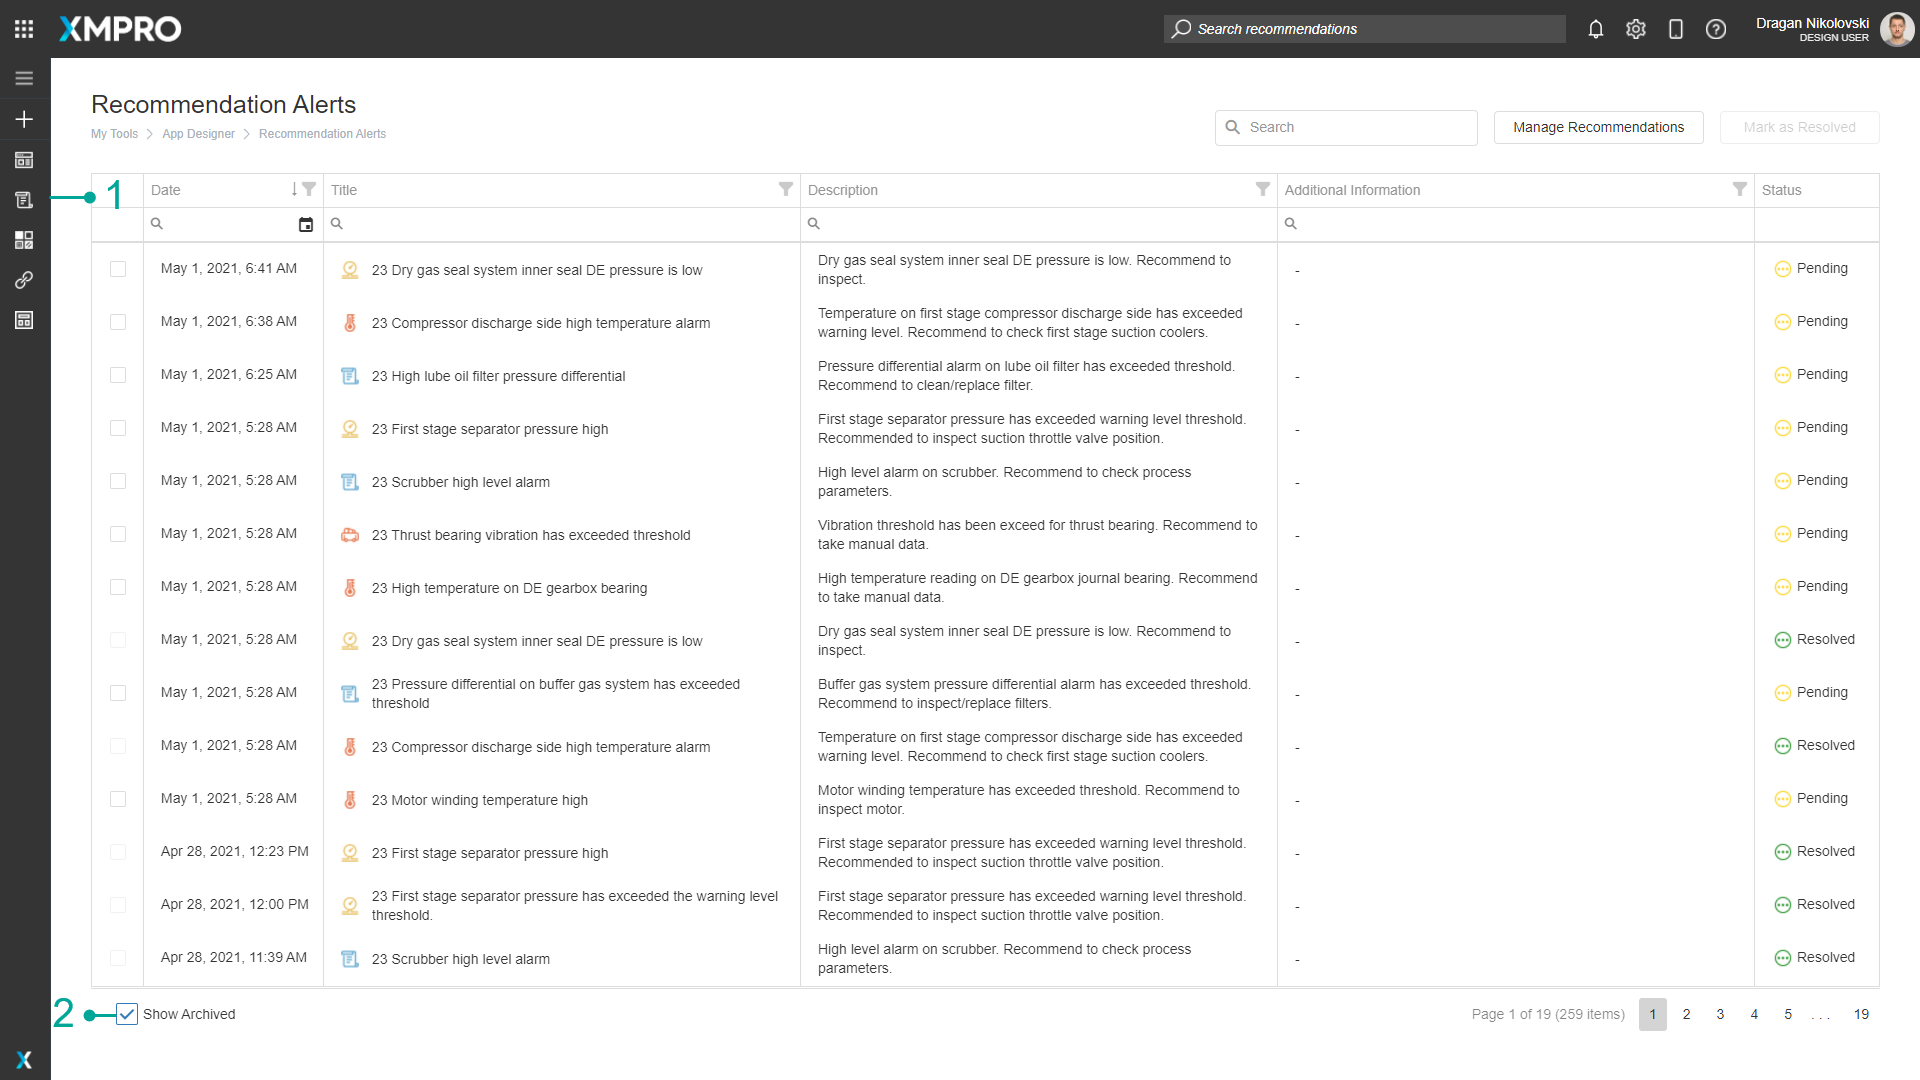 XMPRO
Search recommendations
Dragan Nikolovski
DESIGN USER
Recommendation Alerts
My Tools > App Designer > Recommendation Alerts
Search
Manage Recommendations
Mark as Resolved
1
Date
Title
Description
Additional Information
Status
May 1, 2021, 6:41 AM
23 Dry gas seal system inner seal DE pressure is low
Dry gas seal system inner seal DE pressure is low. Recommend to
inspect.
-
Pending
May 1, 2021, 6:38 AM
23 Compressor discharge side high temperature alarm
Temperature on first stage compressor discharge side has exceeded
warning level. Recommend to check first stage suction coolers.
-
Pending
May 1, 2021, 6:25 AM
23 High lube oil filter pressure differential
Pressure differential alarm on lube oil filter has exceeded threshold.
Recommend to clean/replace filter.
-
Pending
May 1, 2021, 5:28 AM
23 First stage separator pressure high
First stage separator pressure has exceeded warning level threshold.
Recommended to inspect suction throttle valve position.
-
Pending
May 1, 2021, 5:28 AM
23 Scrubber high level alarm
High level alarm on scrubber. Recommend to check process
parameters.
-
Pending
May 1, 2021, 5:28 AM
23 Thrust bearing vibration has exceeded threshold
Vibration threshold has been exceed for thrust bearing. Recommend to
take manual data.
-
Pending
May 1, 2021, 5:28 AM
23 High temperature on DE gearbox bearing
High temperature reading on DE gearbox journal bearing. Recommend
to take manual data.
-
Pending
May 1, 2021, 5:28 AM
23 Dry gas seal system inner seal DE pressure is low
Dry gas seal system inner seal DE pressure is low. Recommend to
inspect.
-
Resolved
May 1, 2021, 5:28 AM
23 Pressure differential on buffer gas system has exceeded
threshold
Buffer gas system pressure differential alarm has exceeded threshold.
Recommend to inspect/replace filters.
-
Pending
May 1, 2021, 5:28 AM
23 Compressor discharge side high temperature alarm
Temperature on first stage compressor discharge side has exceeded
warning level. Recommend to check first stage suction coolers.
-
Resolved
May 1, 2021, 5:28 AM
23 Motor winding temperature high
Motor winding temperature has exceeded threshold. Recommend to
inspect motor.
-
Pending
Apr 28, 2021, 12:23 PM
23 First stage separator pressure high
First stage separator pressure has exceeded warning level threshold.
Recommended to inspect suction throttle valve position.
-
Resolved
Apr 28, 2021, 12:00 PM
23 First stage separator pressure has exceeded the warning level
threshold.
First stage separator pressure has exceeded warning level threshold.
Recommended to inspect suction throttle valve position.
-
Resolved
Apr 28, 2021, 11:39 AM
23 Scrubber high level alarm
High level alarm on scrubber. Recommend to check process
parameters.
-
Resolved
2
Show Archived
Page 1 of 19 (259 items)
1 2 3 4 5 . . . 19